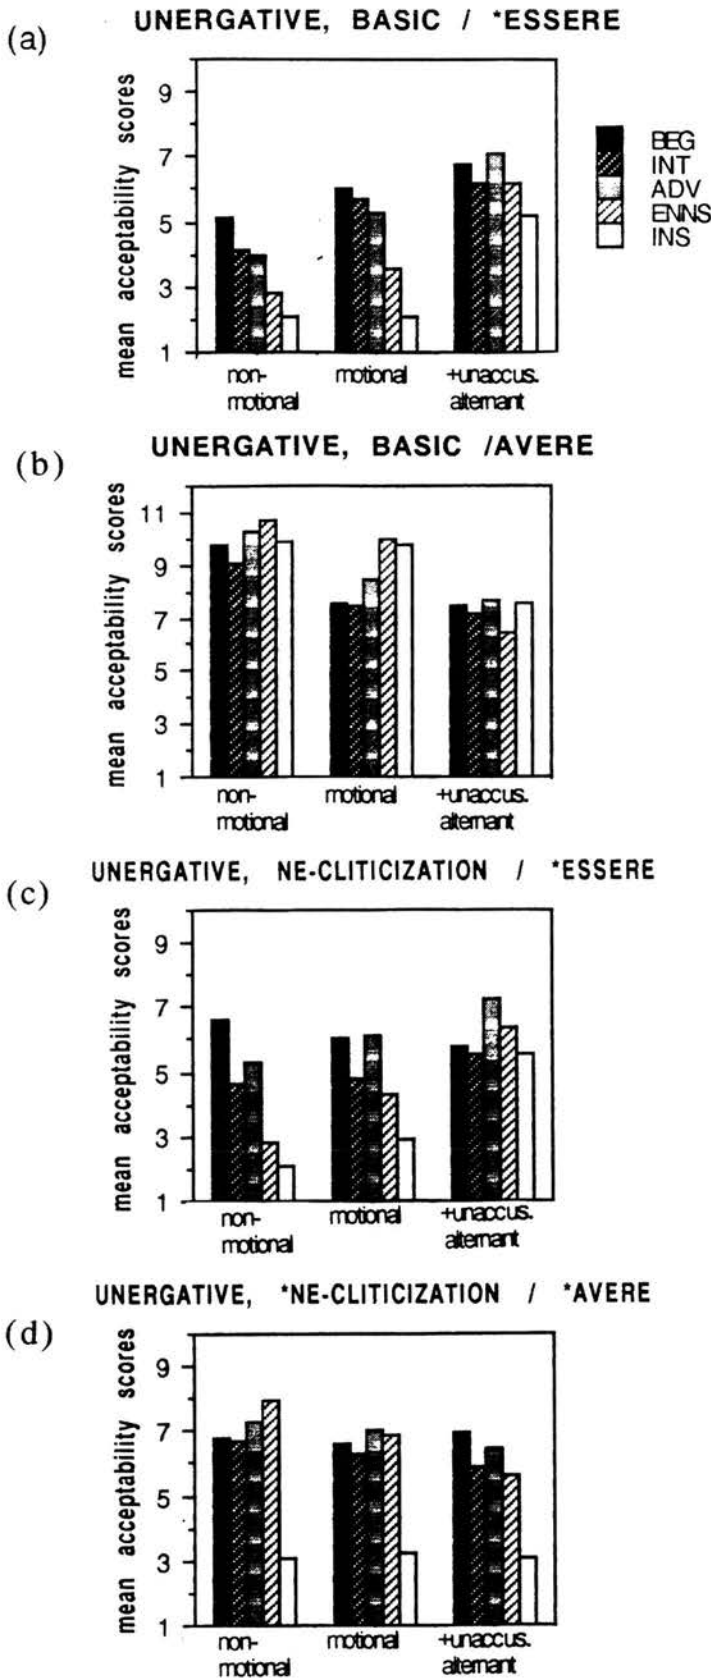 (a)
UNERGATIVE, BASIC / *ESSERE
mean acceptability scores
9
7
5
3
1
non-
motional
motional
+unaccus.
alternant
BEG
INT
ADV
ENNS
INS
(b)
UNERGATIVE, BASIC /AVERE
mean acceptability scores
11
9
7
5
3
1
non-
motional
motional
+unaccus.
alternant
(c)
UNERGATIVE, NE-CLITICIZATION / *ESSERE
mean acceptability scores
9
7
5
3
1
non-
motional
motional
+unaccus.
alternant
(d)
UNERGATIVE, *NE-CLITICIZATION / *AVERE
mean acceptability scores
9
7
5
3
1
non-
motional
motional
+unaccus.
alternant